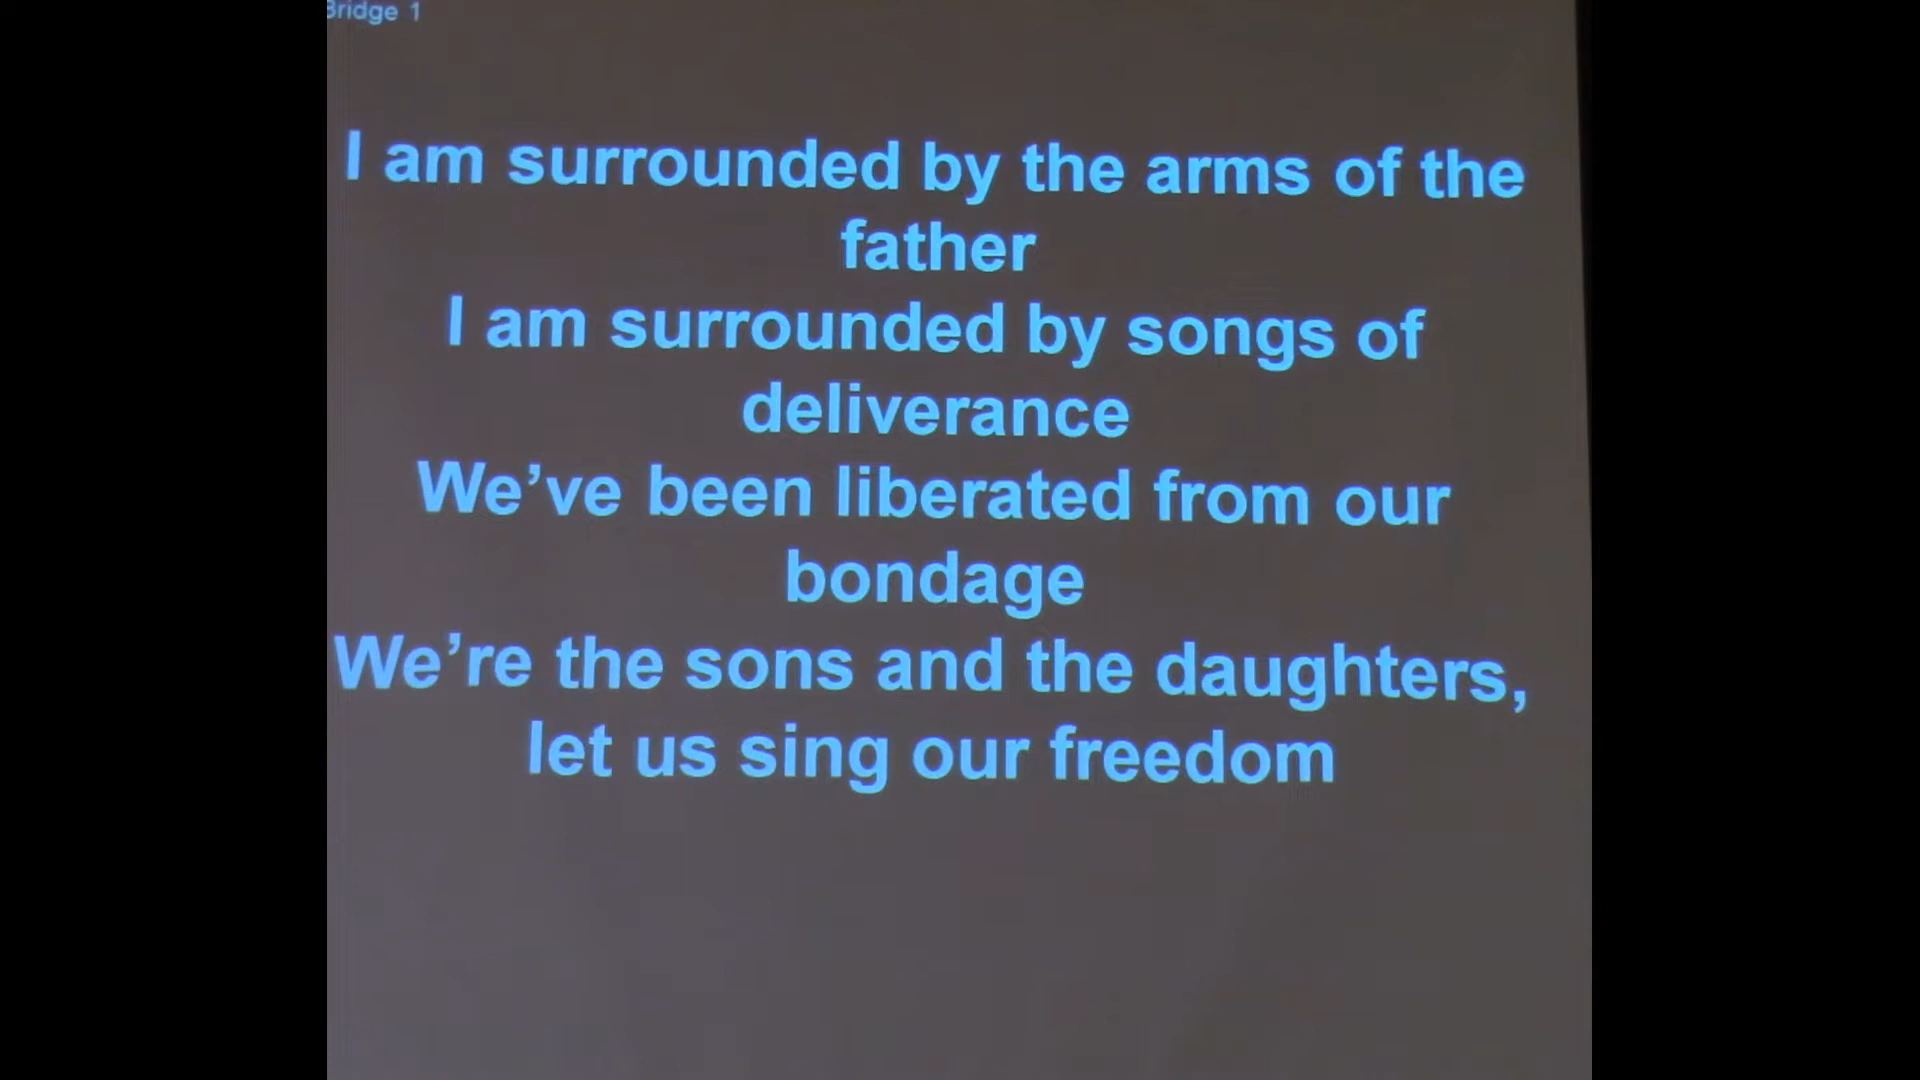 Bridge 1
I am surrounded by the arms of the
father
I am surrounded by songs of
deliverance
We’ve been liberated from our
bondage
We’re the sons and the daughters,
let us sing our freedom